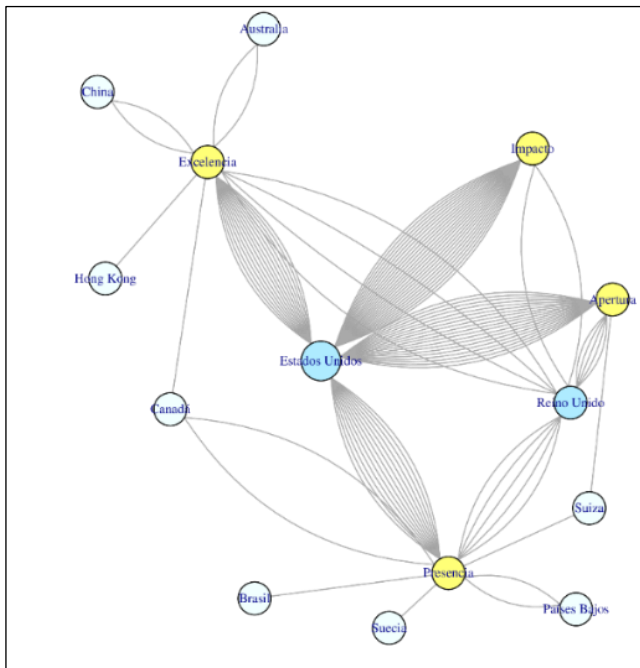 Australia
China
Impacto
Excelencia
Hong Kong
Apertura
Estados Unidos
Reino Unido
Canadá
Suiza
Presencia
Brasil
Países Bajos
Suecia